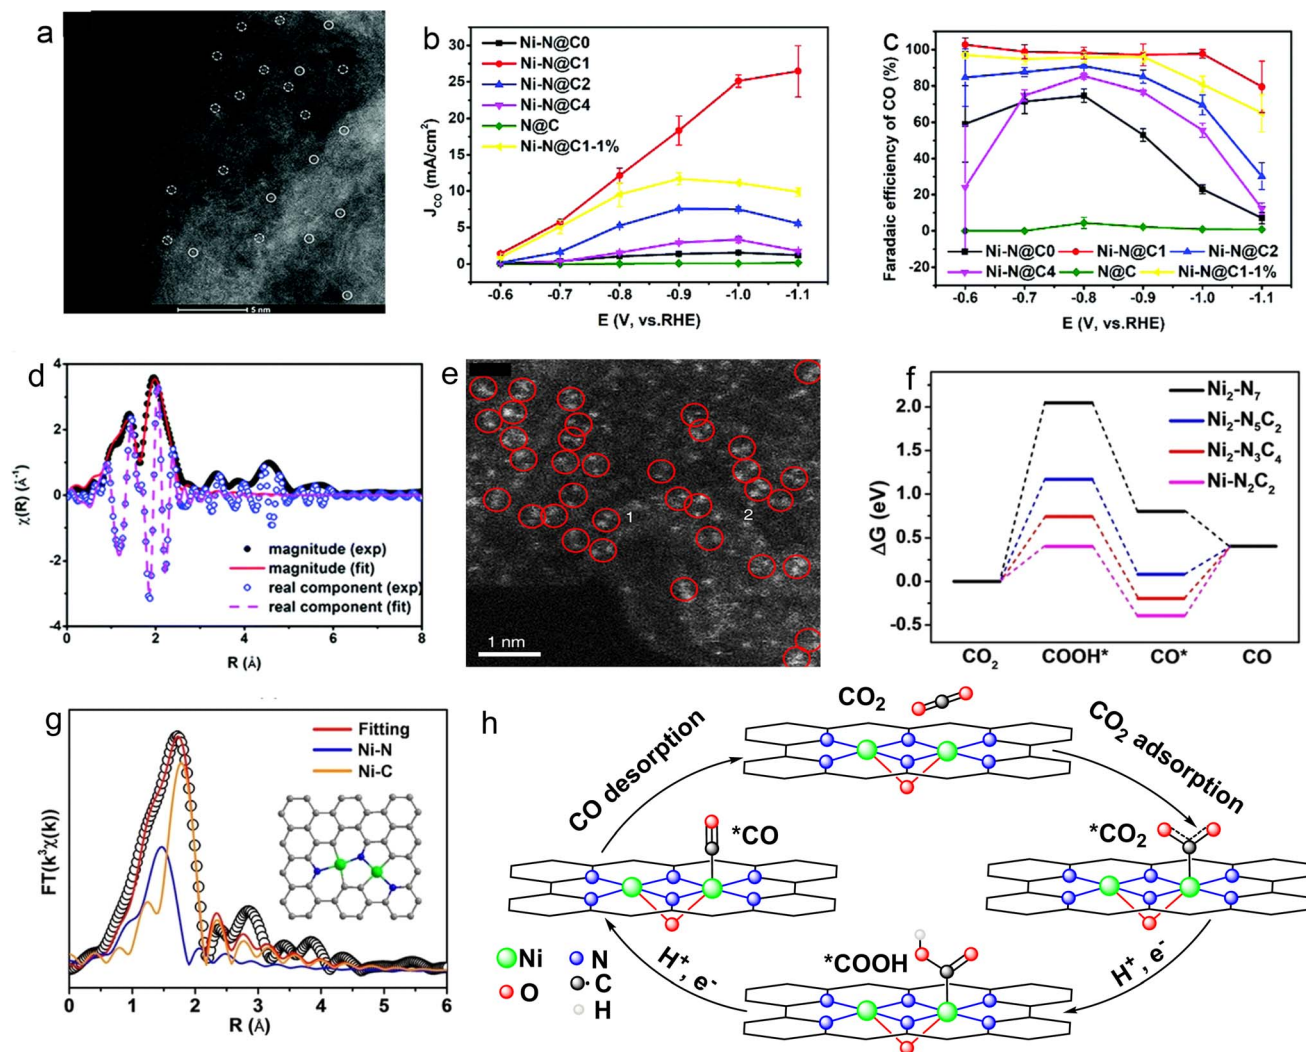 a
5 nm
b
Ni-N@C0
Ni-N@C1
Ni-N@C2
Ni-N@C4
N@C
Ni-N@C1-1%
J_CO (mA/cm²)
30
25
20
15
10
5
0
-0.6 -0.7 -0.8 -0.9 -1.0 -1.1
E (V, vs.RHE)
c
Faradaic efficiency of CO (%)
100
80
60
40
20
0
-20
Ni-N@C0 Ni-N@C1 Ni-N@C2
Ni-N@C4 N@C Ni-N@C1-1%
-0.6 -0.7 -0.8 -0.9 -1.0 -1.1
E (V, vs.RHE)
d
χ(R) (Å⁻¹)
4
2
0
-2
-4
magnitude (exp)
magnitude (fit)
real component (exp)
real component (fit)
0 2 4 6 8
R (Å)
e
1
2
1 nm
f
ΔG (eV)
2.0
1.5
1.0
0.5
0.0
-0.5
Ni₂-N₇
Ni₂-N₅C₂
Ni₂-N₃C₄
Ni-N₂C₂
CO₂ COOH* CO* CO
g
FT(k³χ(k))
Fitting
Ni-N
Ni-C
0 1 2 3 4 5 6
R (Å)
h
CO₂
CO desorption
CO₂ adsorption
*CO
*CO₂
*COOH
H⁺, e⁻
H⁺, e⁻
Ni
N
O
C
H